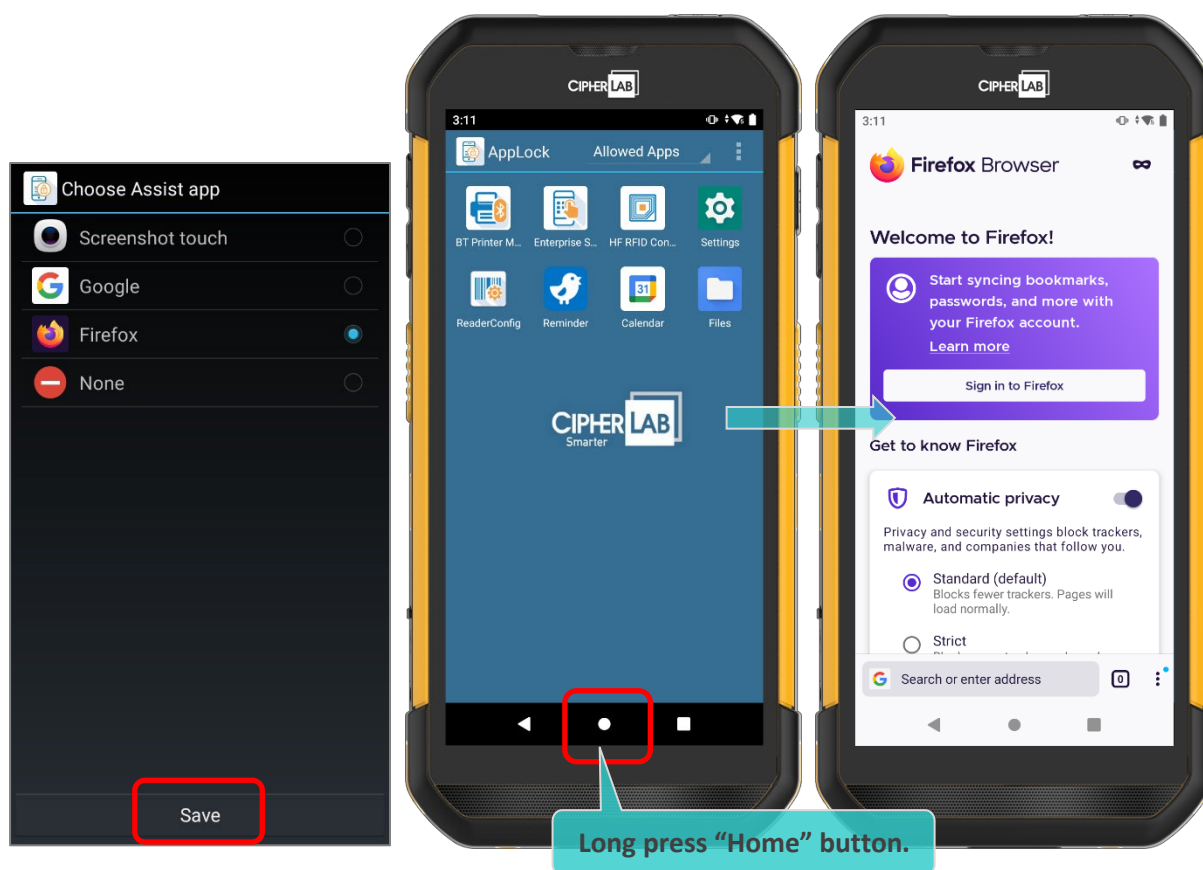 Choose Assist app
Screenshot touch
Google
Firefox
None
Save
CIPHERLAB
3:11
AppLock Allowed Apps
BT Printer M... Enterprise S... HF RFID Con... Settings
31
ReaderConfig Reminder Calendar Files
CIPHERLAB
Smarter
Long press “Home” button.
CIPHERLAB
3:11
Firefox Browser
Welcome to Firefox!
Start syncing bookmarks,
passwords, and more with
your Firefox account.
Learn more
Sign in to Firefox
Get to know Firefox
Automatic privacy
Privacy and security settings block trackers,
malware, and companies that follow you.
Standard (default)
Blocks fewer trackers. Pages will
load normally.
Strict
Search or enter address 0